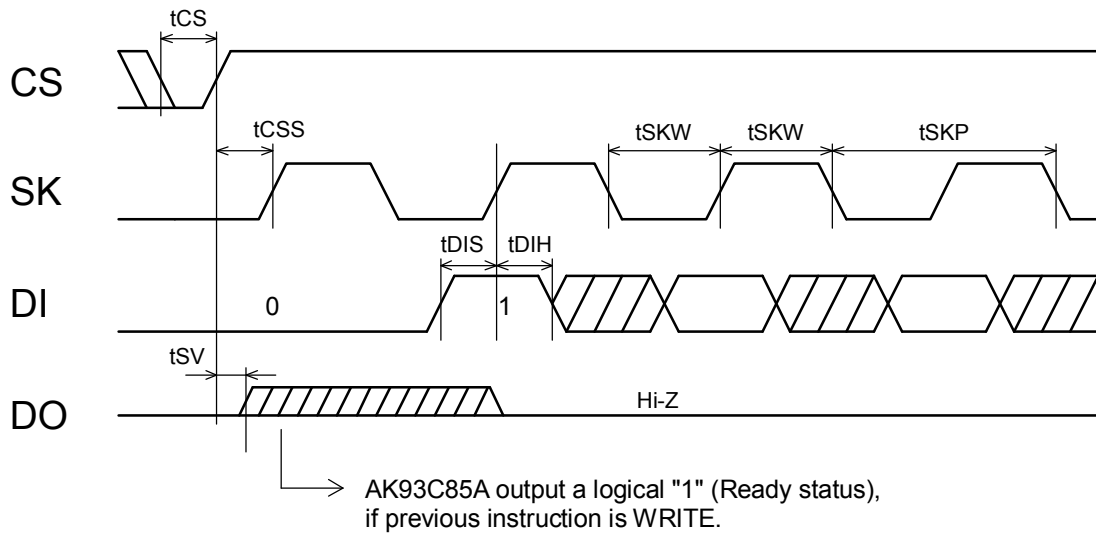 tCS
CS
tCSS
tSKW tSKW tSKP
SK
tDIS tDIH
DI 0 1
tSV
DO Hi-Z
AK93C85A output a logical "1" (Ready status),
if previous instruction is WRITE.